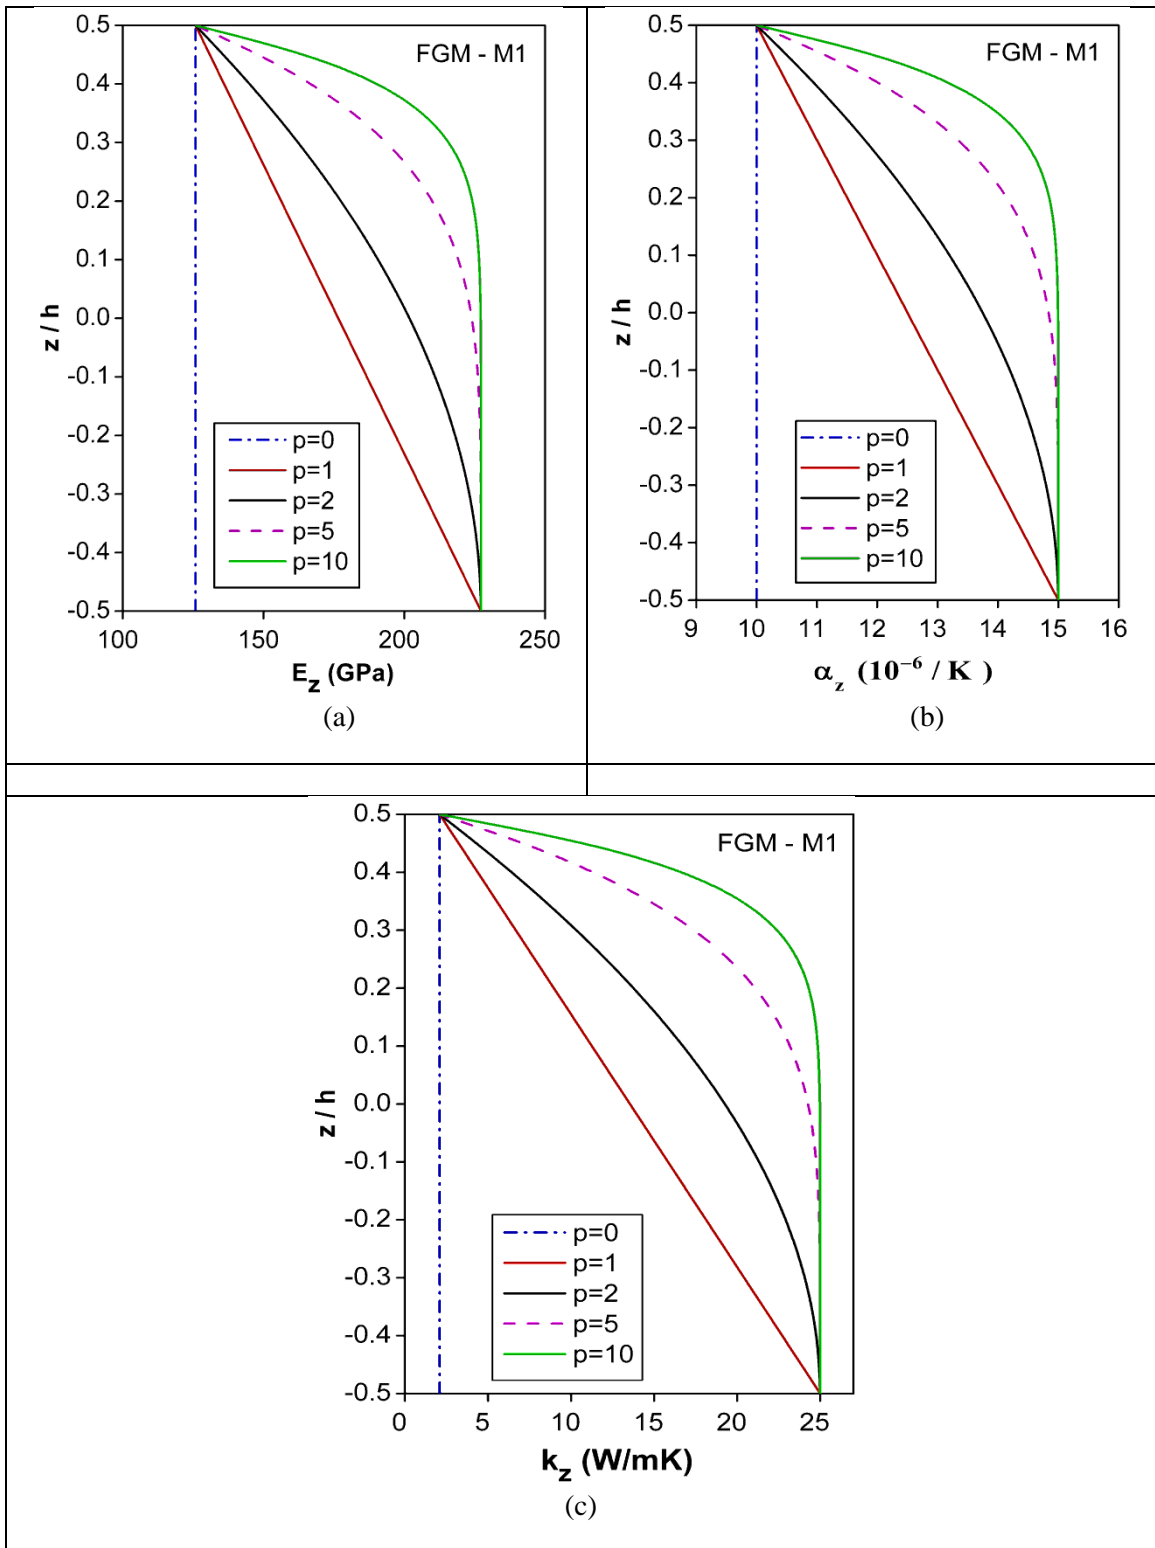 0.5
0.4
0.3
0.2
0.1
0.0
-0.1
-0.2
-0.3
-0.4
-0.5
z / h
FGM - M1
p=0
p=1
p=2
p=5
p=10
100 150 200 250
E_z (GPa)
(a)
0.5
0.4
0.3
0.2
0.1
0.0
-0.1
-0.2
-0.3
-0.4
-0.5
z / h
FGM - M1
p=0
p=1
p=2
p=5
p=10
9 10 11 12 13 14 15 16
α_z (10⁻⁶ / K )
(b)
0.5
0.4
0.3
0.2
0.1
0.0
-0.1
-0.2
-0.3
-0.4
-0.5
z / h
FGM - M1
p=0
p=1
p=2
p=5
p=10
0 5 10 15 20 25
k_z (W/mK)
(c)